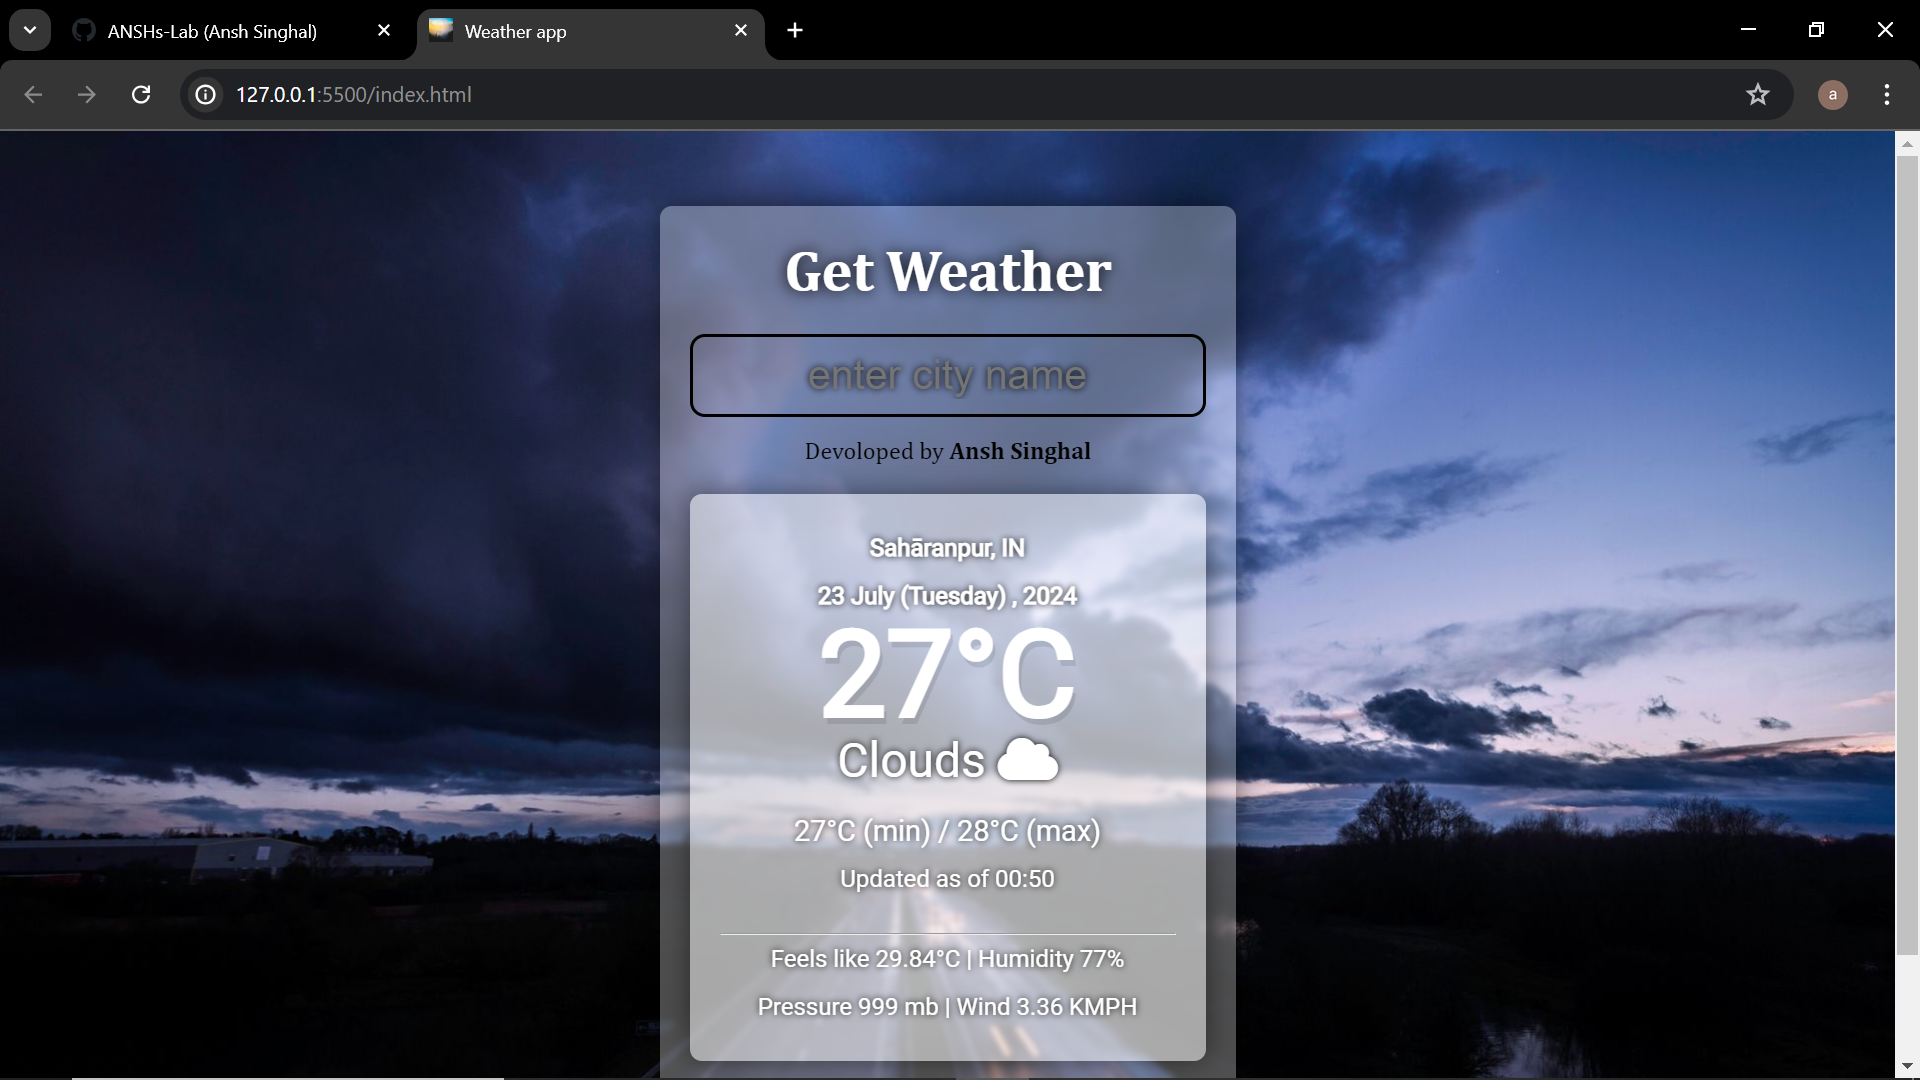 ANSHs-Lab (Ansh Singhal)
Weather app
127.0.0.1:5500/index.html
a
Get Weather
enter city name
Devoloped by Ansh Singhal
Sahāranpur, IN
23 July (Tuesday) , 2024
27°C
Clouds
27°C (min) / 28°C (max)
Updated as of 00:50
Feels like 29.84°C | Humidity 77%
Pressure 999 mb | Wind 3.36 KMPH